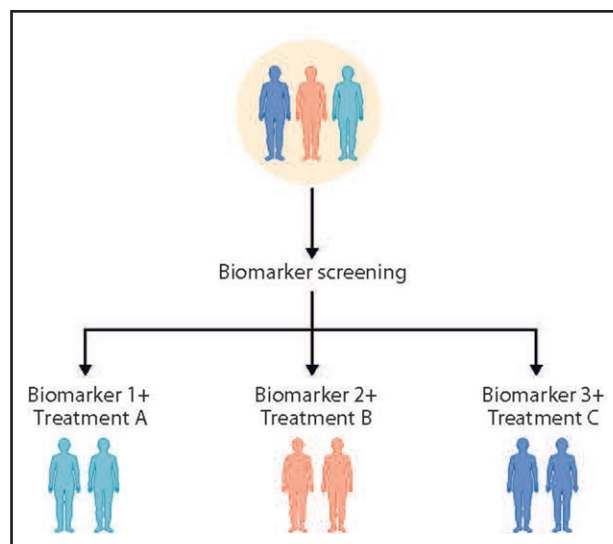 Biomarker screening
Biomarker 1+
Treatment A
Biomarker 2+
Treatment B
Biomarker 3+
Treatment C